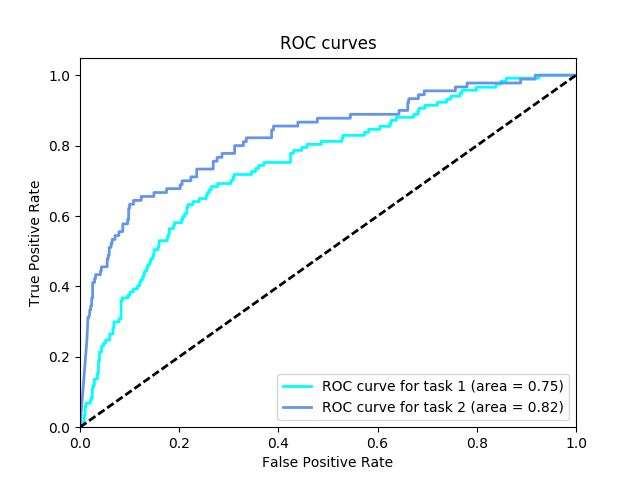 ROC curves
True Positive Rate
1.0
0.8
0.6
0.4
0.2
0.0
ROC curve for task 1 (area = 0.75)
ROC curve for task 2 (area = 0.82)
0.0 0.2 0.4 0.6 0.8 1.0
False Positive Rate